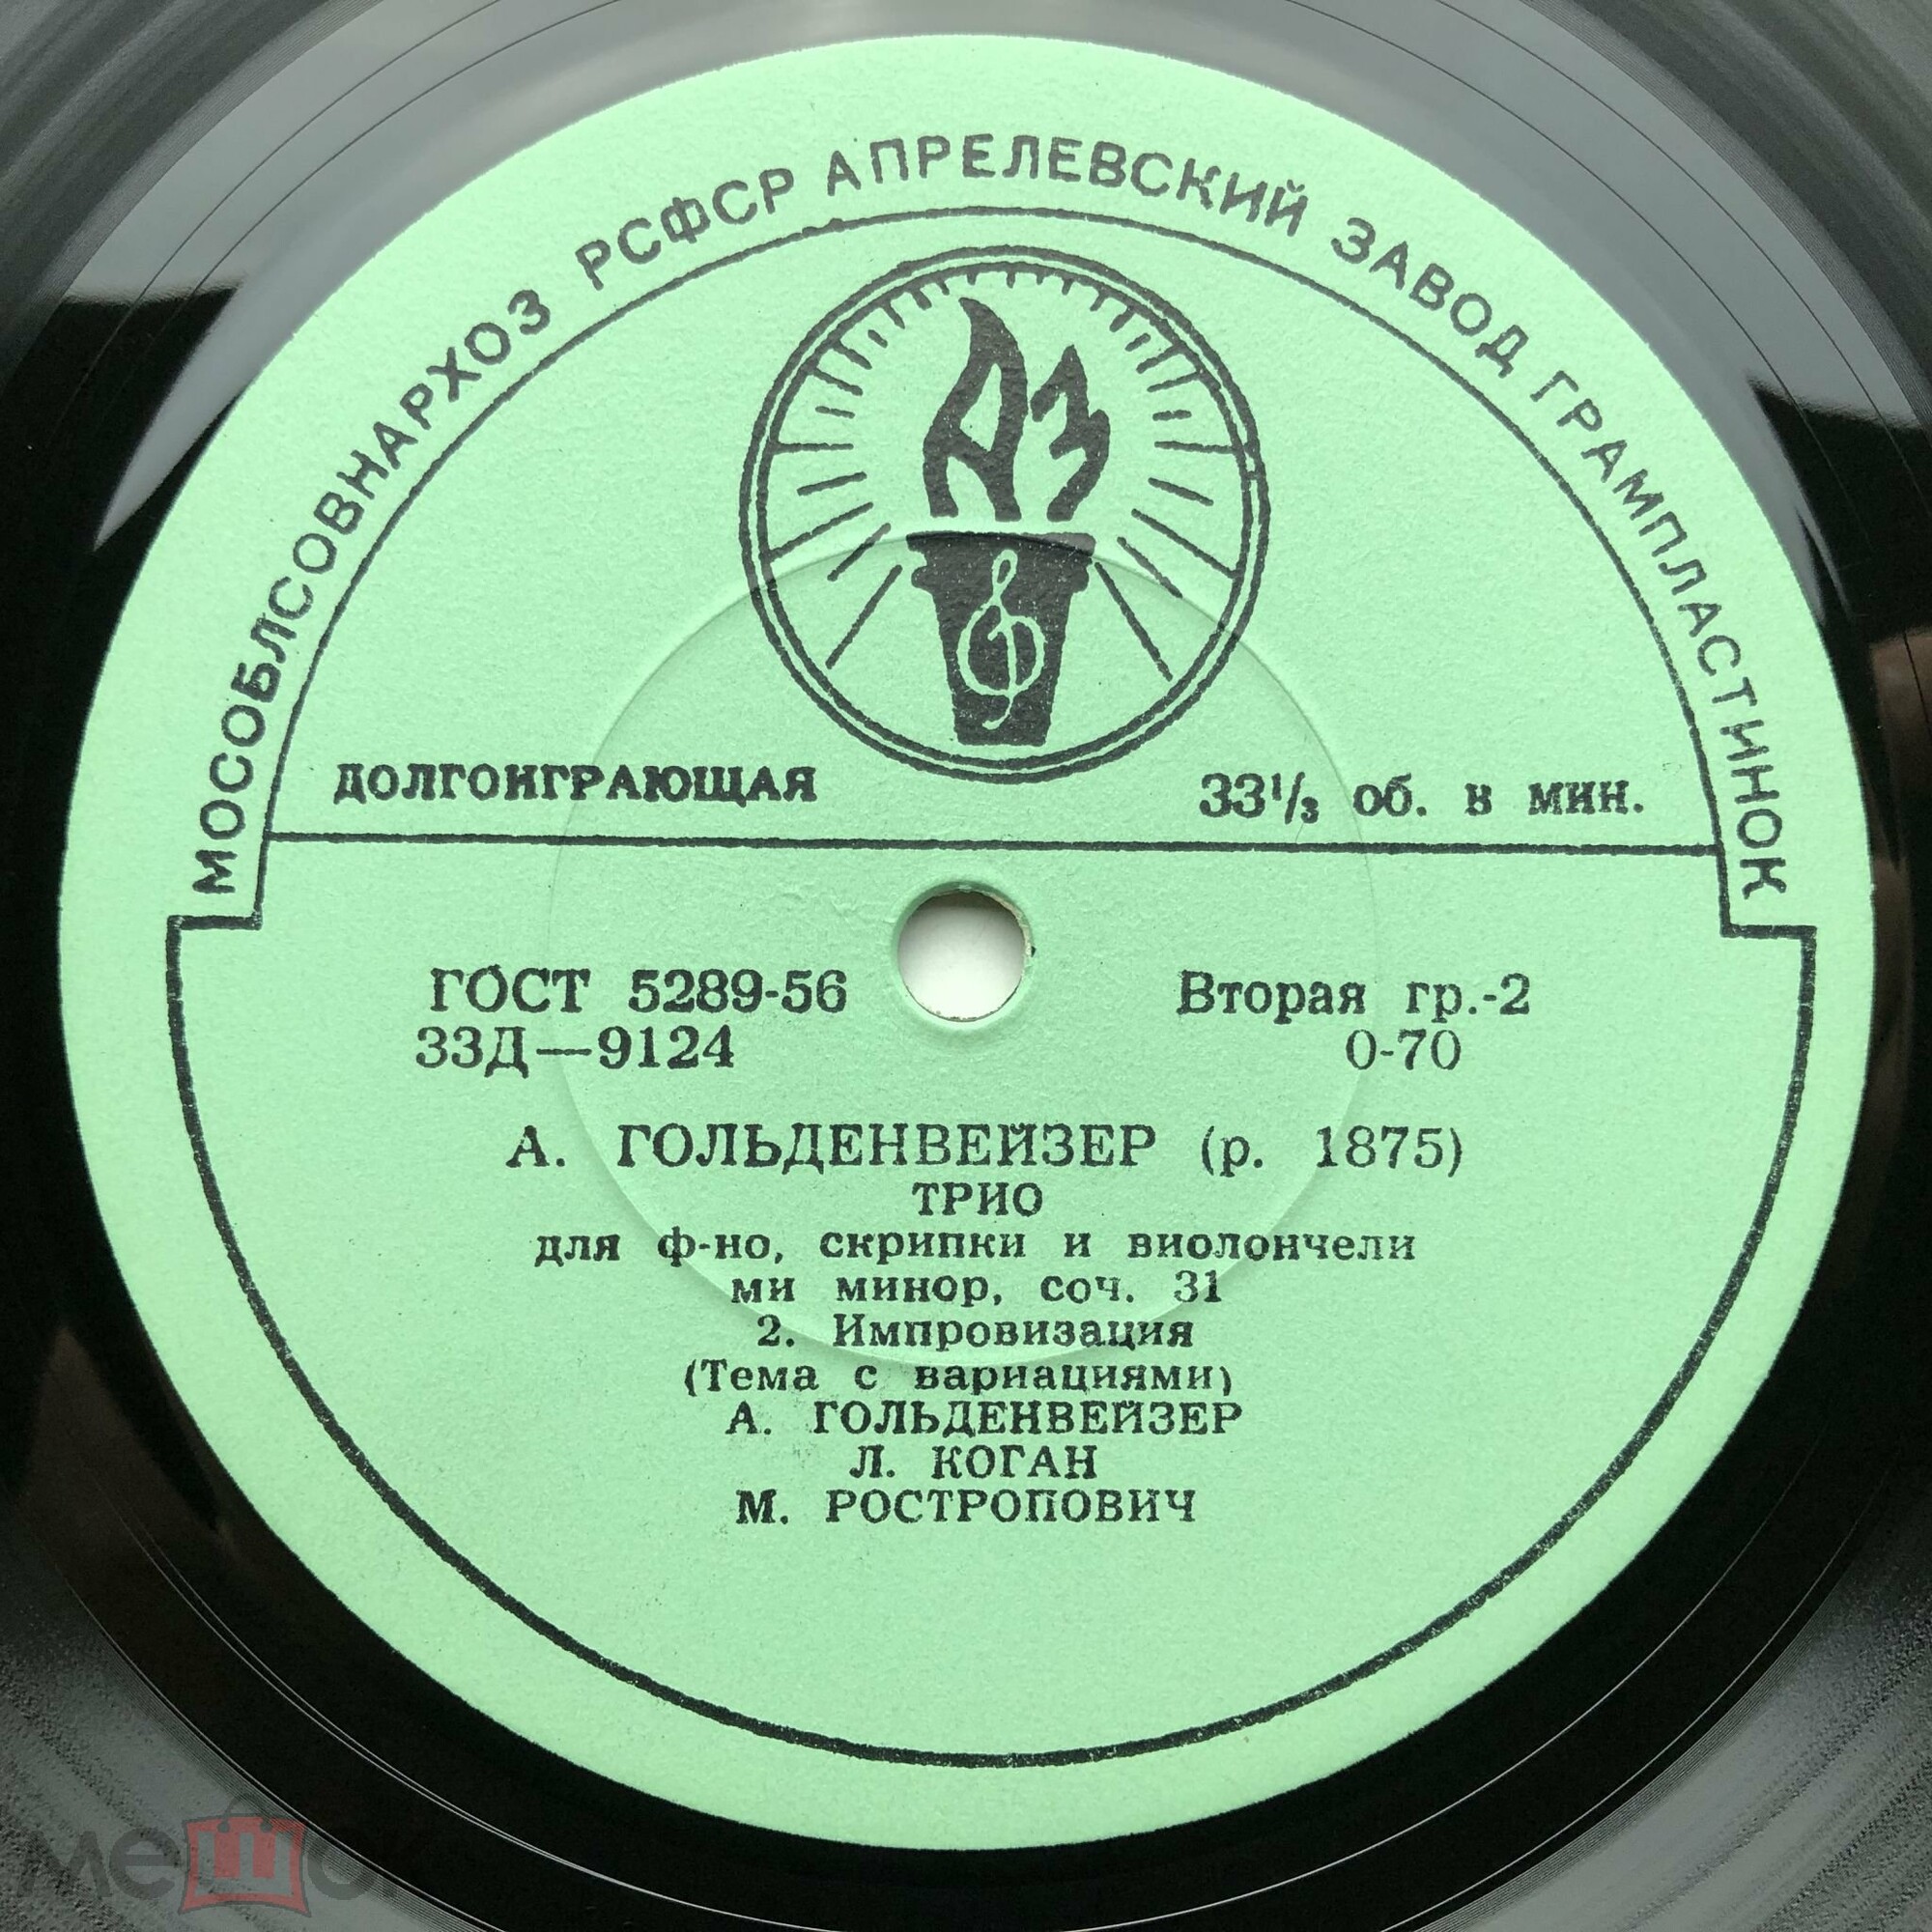 МОСОБЛСОВНАРХОЗ РСФСР АПРЕЛЕВСКИЙ ЗАВОД ГРАМПЛАСТИНОК
АЗ
ДОЛГОИГРАЮЩАЯ 33⅓ об. в мин.
ГОСТ 5289-56 Вторая гр.-2
33Д—9124 0-70
А. ГОЛЬДЕНВЕЙЗЕР (р. 1875)
ТРИО
для ф-но, скрипки и виолончели
ми минор, соч. 31
2. Импровизация
(Тема с вариациями)
А. ГОЛЬДЕНВЕЙЗЕР
Л. КОГАН
М. РОСТРОПОВИЧ
мешок